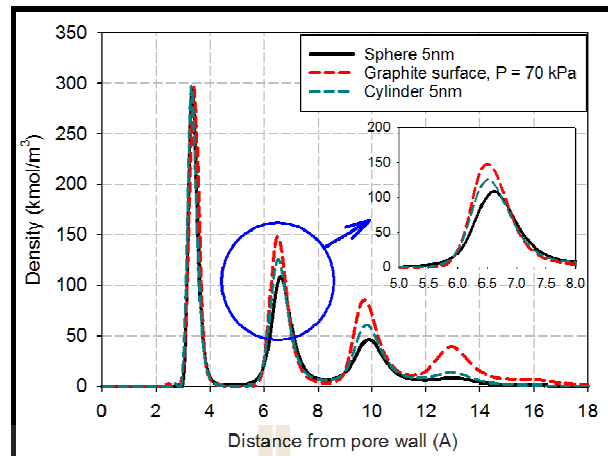 350
300
250
200
150
100
50
0
Density (kmol/m³)
Sphere 5nm
Graphite surface, P = 70 kPa
Cylinder 5nm
200
150
100
50
0
5.0 5.5 6.0 6.5 7.0 7.5 8.0
0 2 4 6 8 10 12 14 16 18
Distance from pore wall (A)